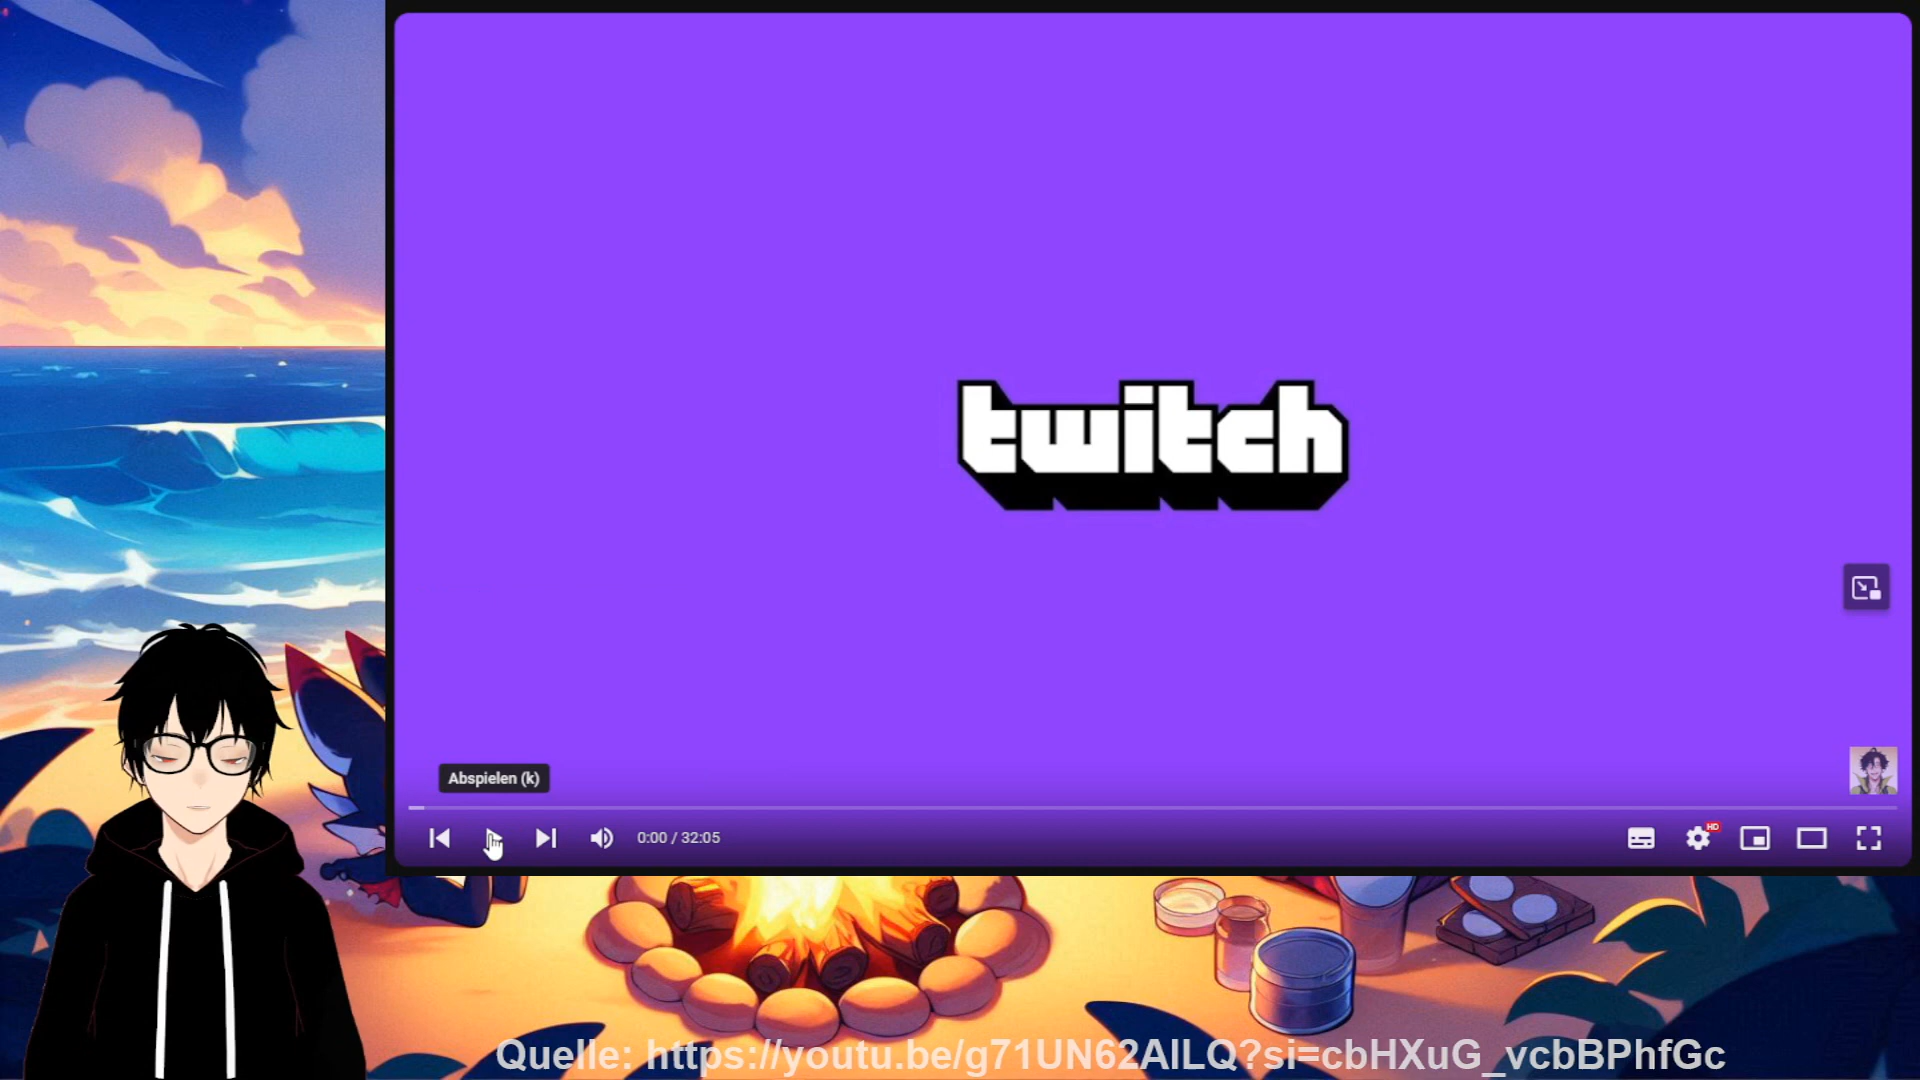 twitch
Abspielen (k)
0:00 / 32:05
HD
Quelle: https://youtu.be/g71UN62AILQ?si=cbHXuG_vcbBPhfGc